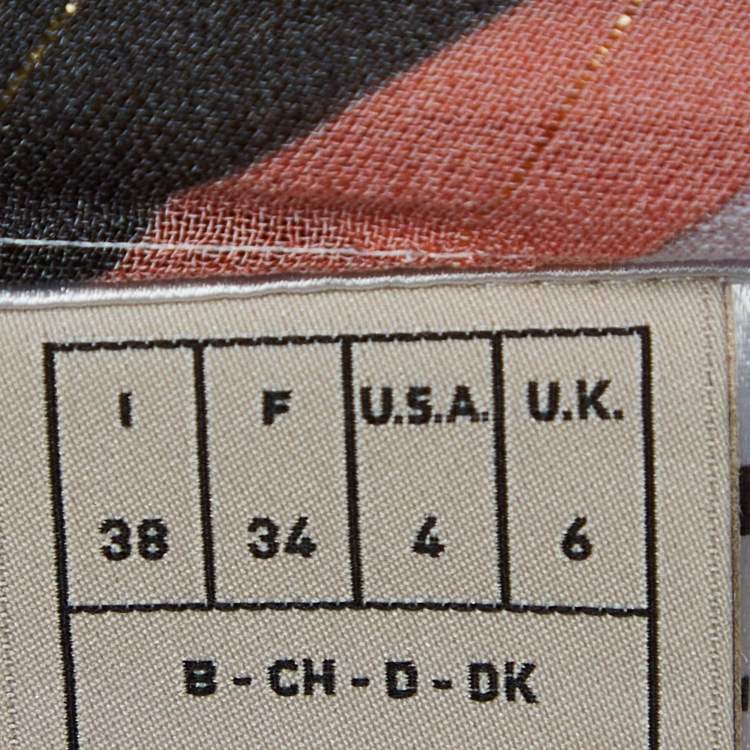 I F U.S.A. U.K.
38 34 4 6
B - CH - D - DK